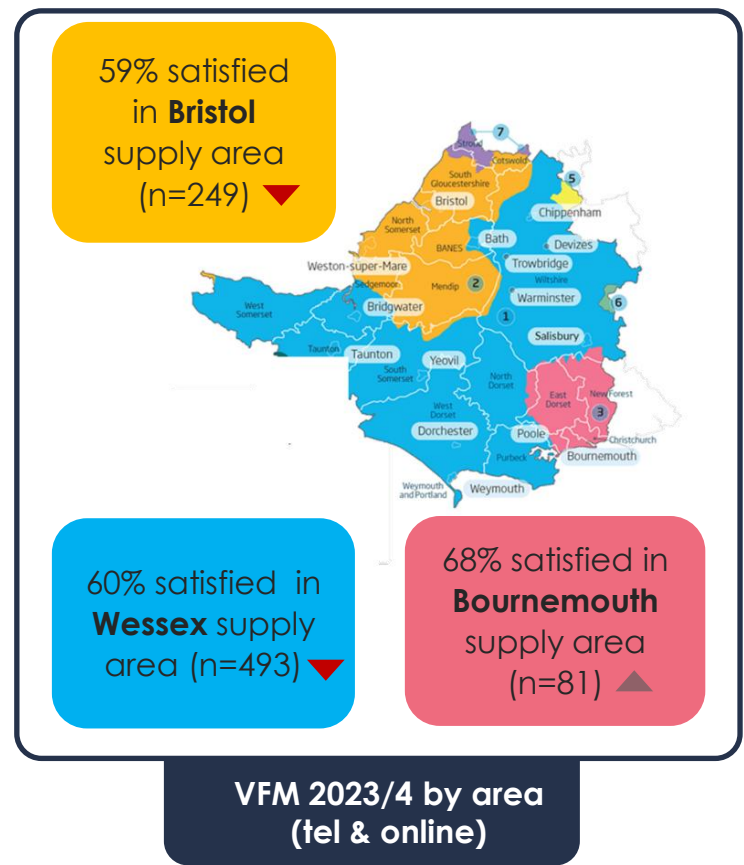 59% satisfied
in Bristol
supply area
(n=249)
7
Stroud
Cotswold
5
South
Gloucestershire
Bristol
Chippenham
North
Somerset
Bath
Devizes
BANES
Trowbridge
Weston-super-Mare
Wiltshire
Sedgemoor
Mendip
2
Warminster
6
West
Somerset
Bridgwater
1
Salisbury
Taunton
Taunton
Yeovil
South
Somerset
North
Dorset
East
Dorset
New Forest
3
West
Dorset
Dorchester
Poole
Christchurch
Purbeck
Bournemouth
Weymouth
and Portland
Weymouth
60% satisfied in
Wessex supply
area (n=493)
68% satisfied in
Bournemouth
supply area
(n=81)
VFM 2023/4 by area
(tel & online)